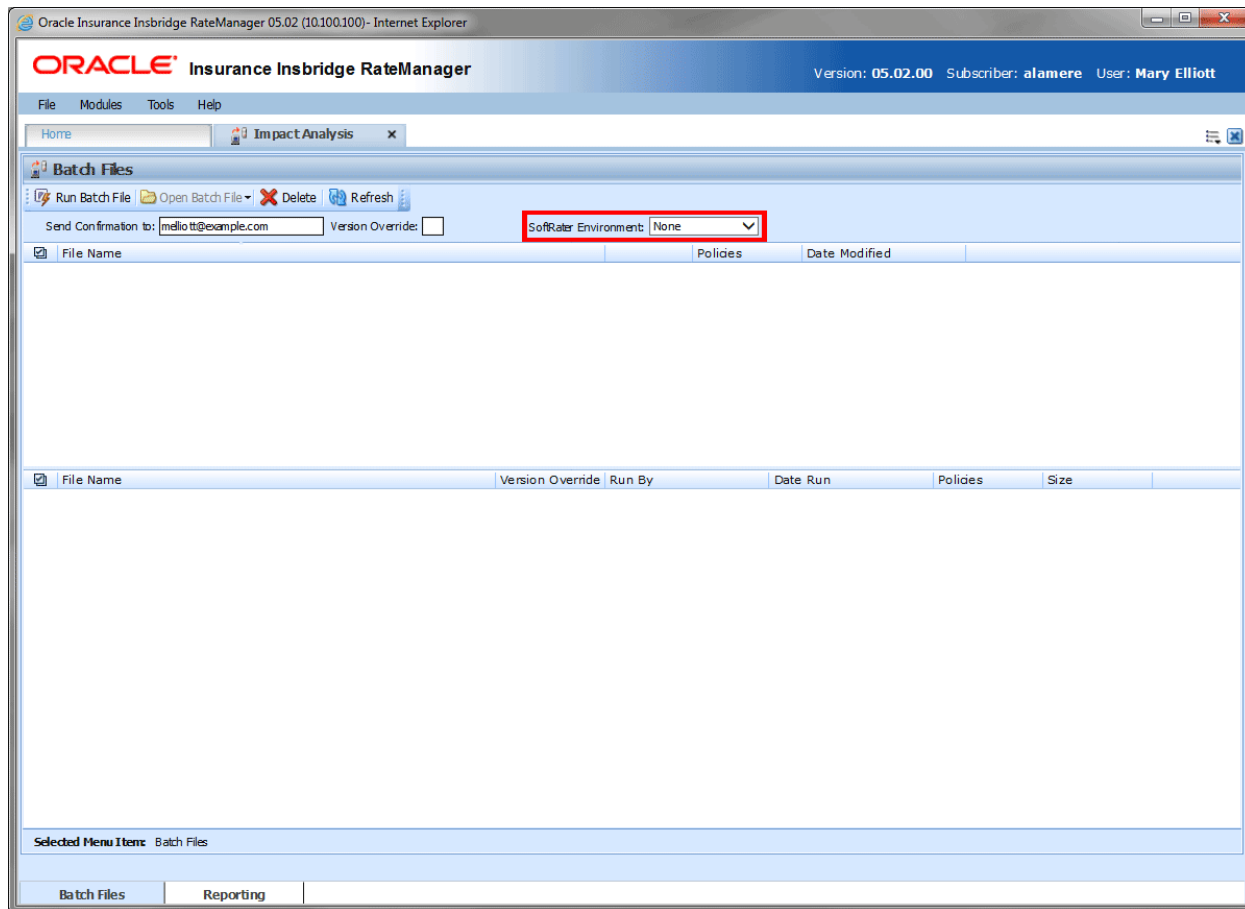 Oracle Insurance Insbridge RateManager 05.02 (10.100.100)- Internet Explorer
ORACLE Insurance Insbridge RateManager
Version: 05.02.00 Subscriber: alamere User: Mary Elliott
File Modules Tools Help
Home Impact Analysis x
Batch Files
Run Batch File Open Batch File Delete Refresh
Send Confirmation to: melliott@example.com Version Override: SoftRater Environment: None
File Name Policies Date Modified
File Name Version Override Run By Date Run Policies Size
Selected Menu Item: Batch Files
Batch Files Reporting